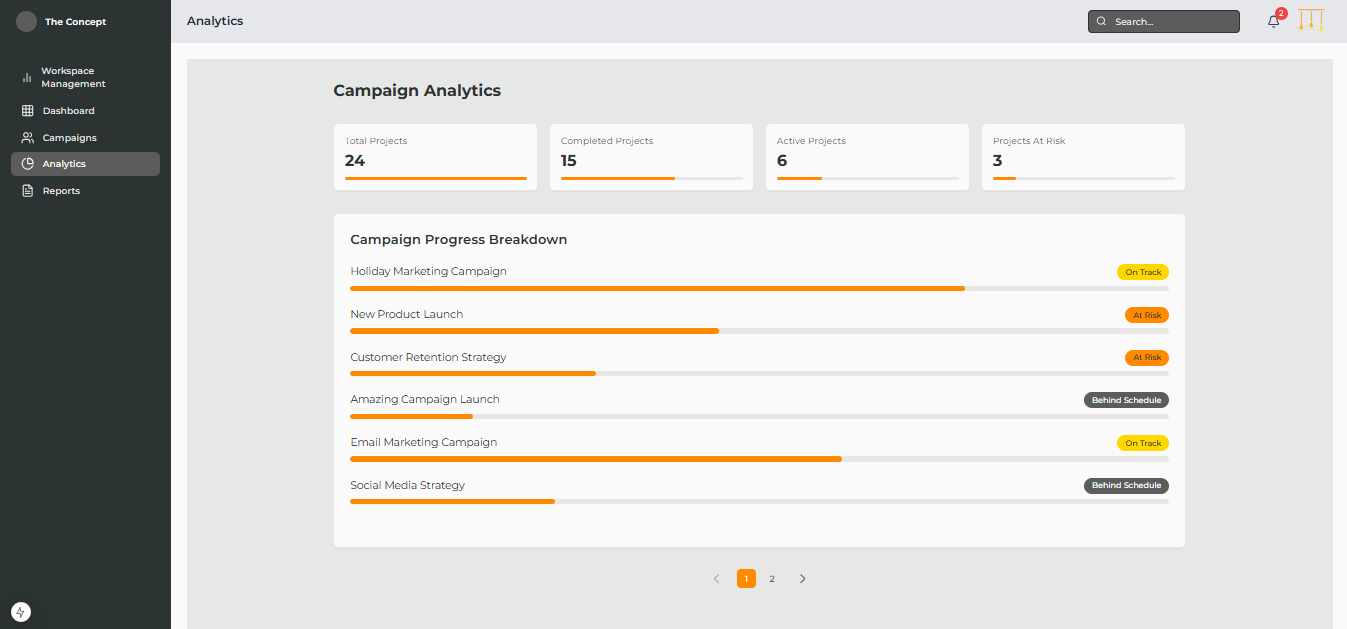 The Concept
Analytics
Search...
2
Workspace
Management
Dashboard
Campaigns
Analytics
Reports
Campaign Analytics
Total Projects
24
Completed Projects
15
Active Projects
6
Projects At Risk
3
Campaign Progress Breakdown
Holiday Marketing Campaign
On Track
New Product Launch
At Risk
Customer Retention Strategy
At Risk
Amazing Campaign Launch
Behind Schedule
Email Marketing Campaign
On Track
Social Media Strategy
Behind Schedule
1
2